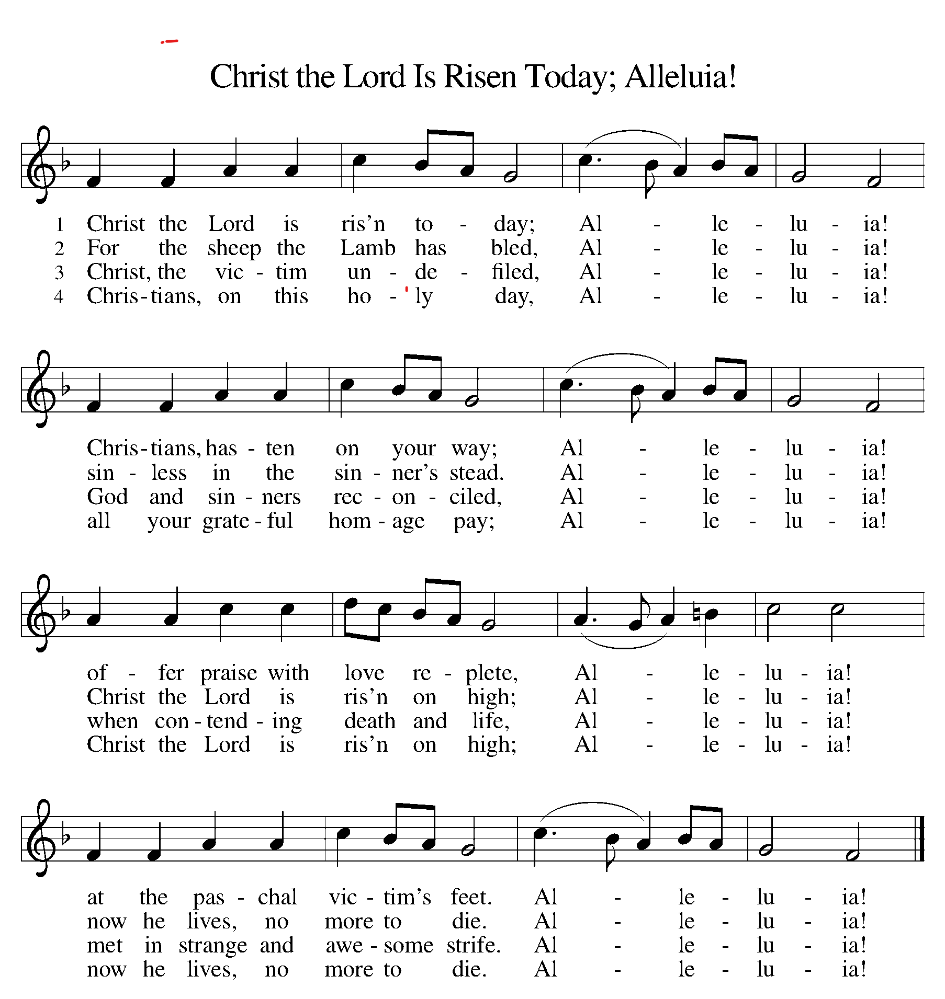 Christ the Lord Is Risen Today; Alleluia!
1 Christ the Lord is ris’n to - day; Al - le - lu - ia!
2 For the sheep the Lamb has bled, Al - le - lu - ia!
3 Christ, the vic - tim un - de - filed, Al - le - lu - ia!
4 Chris - tians, on this ho - ly day, Al - le - lu - ia!
Chris - tians, has - ten on your way; Al - le - lu - ia!
sin - less in the sin - ner’s stead. Al - le - lu - ia!
God and sin - ners rec - on - ciled, Al - le - lu - ia!
all your grate - ful hom - age pay; Al - le - lu - ia!
of - fer praise with love re - plete, Al - le - lu - ia!
Christ the Lord is ris’n on high; Al - le - lu - ia!
when con - tend - ing death and life, Al - le - lu - ia!
Christ the Lord is ris’n on high; Al - le - lu - ia!
at the pas - chal vic - tim’s feet. Al - le - lu - ia!
now he lives, no more to die. Al - le - lu - ia!
met in strange and awe - some strife. Al - le - lu - ia!
now he lives, no more to die. Al - le - lu - ia!